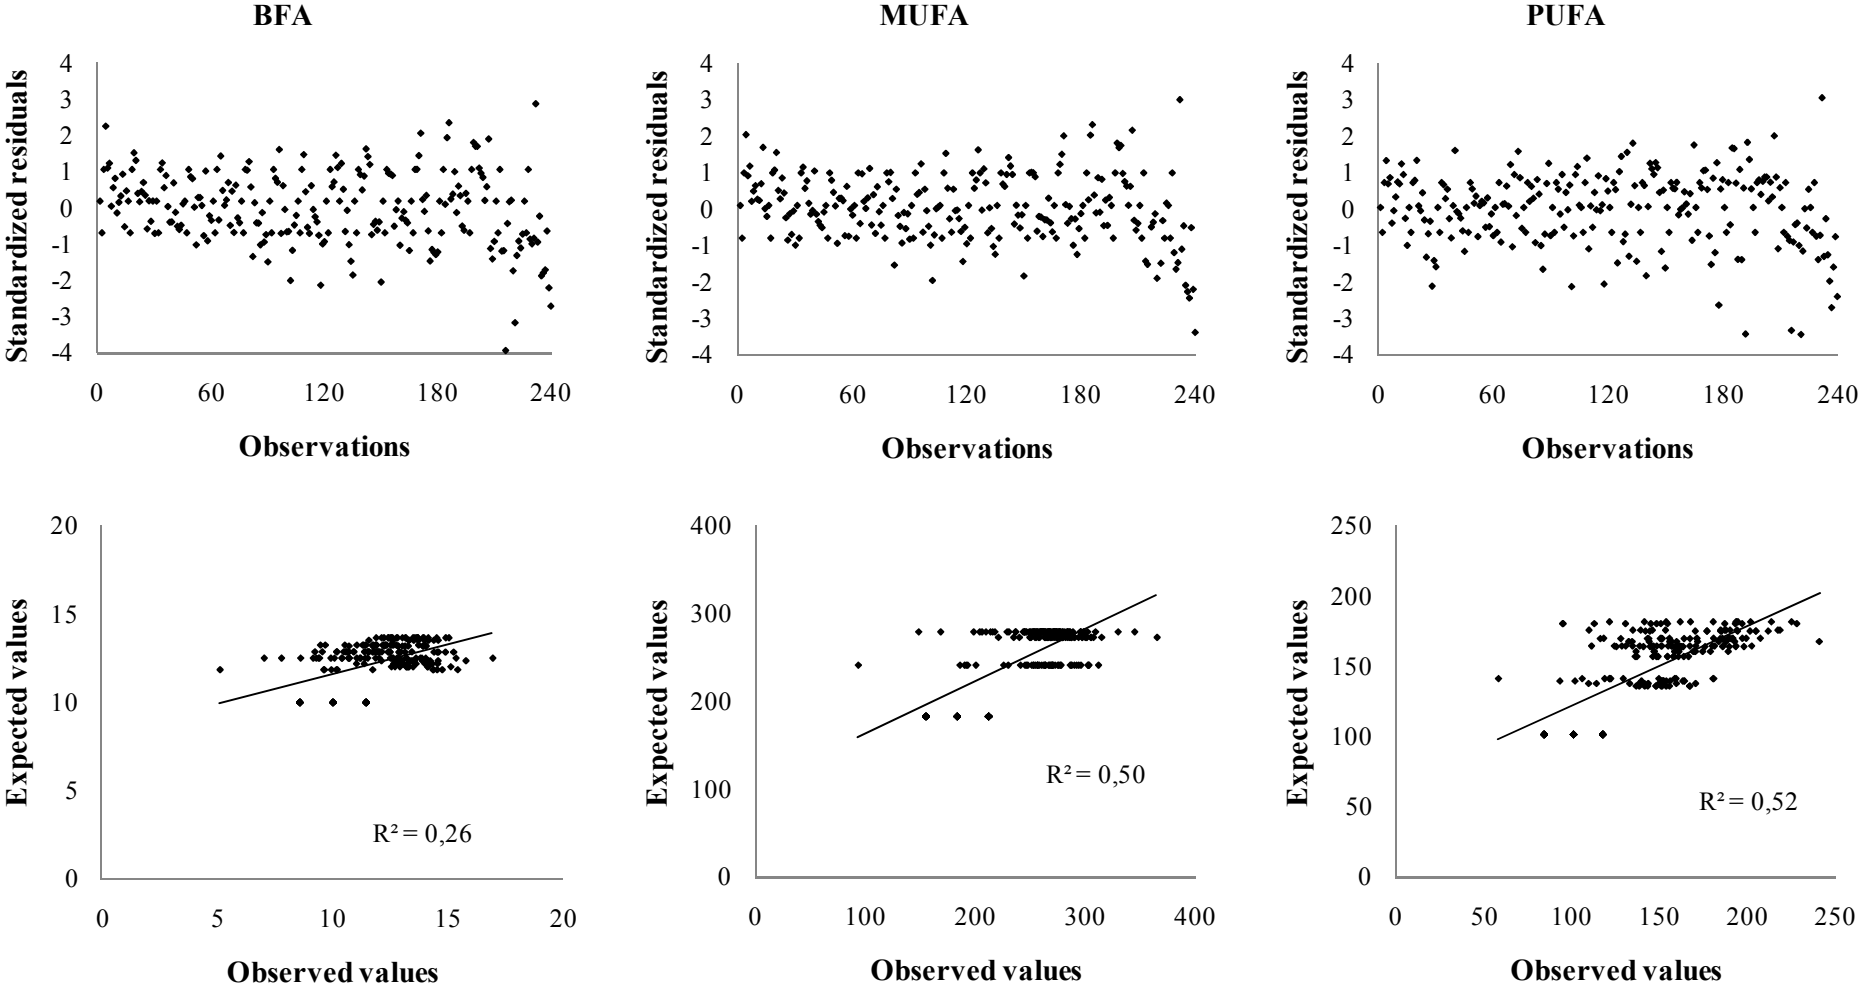 BFA
MUFA
PUFA
Standardized residuals
4
3
2
1
0
-1
-2
-3
-4
0 60 120 180 240
Observations
Standardized residuals
4
3
2
1
0
-1
-2
-3
-4
0 60 120 180 240
Observations
Standardized residuals
4
3
2
1
0
-1
-2
-3
-4
0 60 120 180 240
Observations
Expected values
20
15
10
5
0
R² = 0,26
0 5 10 15 20
Observed values
Expected values
400
300
200
100
0
R² = 0,50
0 100 200 300 400
Observed values
Expected values
250
200
150
100
50
0
R² = 0,52
0 50 100 150 200 250
Observed values